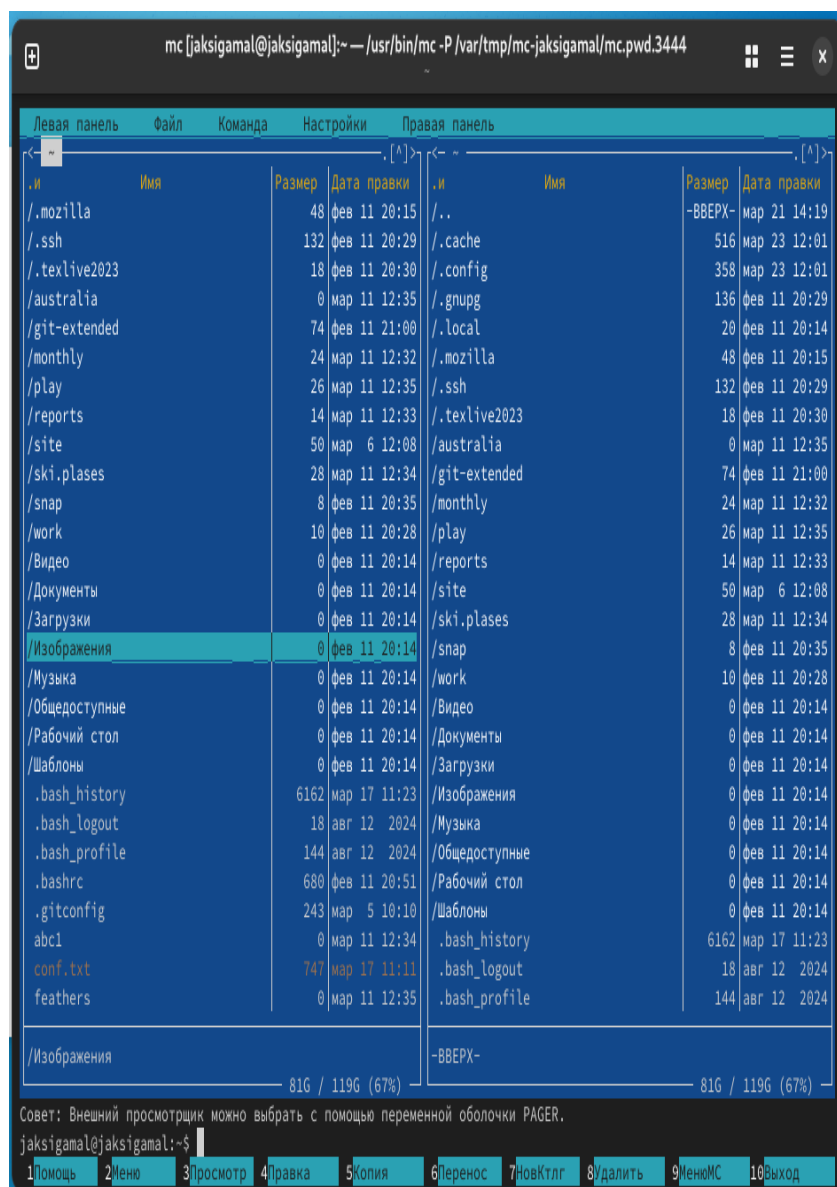 mc [jaksigamal@jaksigamal]:~ — /usr/bin/mc -P /var/tmp/mc-jaksigamal/mc.pwd.3444
~
Левая панель Файл Команда Настройки Правая панель
<- ~ .[^]> <- ~ .[^]>
.и Имя Размер Дата правки .и Имя Размер Дата правки
/.mozilla 48 фев 11 20:15 /.. -ВВЕРХ- мар 21 14:19
/.ssh 132 фев 11 20:29 /.cache 516 мар 23 12:01
/.texlive2023 18 фев 11 20:30 /.config 358 мар 23 12:01
/australia 0 мар 11 12:35 /.gnupg 136 фев 11 20:29
/git-extended 74 фев 11 21:00 /.local 20 фев 11 20:14
/monthly 24 мар 11 12:32 /.mozilla 48 фев 11 20:15
/play 26 мар 11 12:35 /.ssh 132 фев 11 20:29
/reports 14 мар 11 12:33 /.texlive2023 18 фев 11 20:30
/site 50 мар 6 12:08 /australia 0 мар 11 12:35
/ski.plases 28 мар 11 12:34 /git-extended 74 фев 11 21:00
/snap 8 фев 11 20:35 /monthly 24 мар 11 12:32
/work 10 фев 11 20:28 /play 26 мар 11 12:35
/Видео 0 фев 11 20:14 /reports 14 мар 11 12:33
/Документы 0 фев 11 20:14 /site 50 мар 6 12:08
/Загрузки 0 фев 11 20:14 /ski.plases 28 мар 11 12:34
/Изображения 0 фев 11 20:14 /snap 8 фев 11 20:35
/Музыка 0 фев 11 20:14 /work 10 фев 11 20:28
/Общедоступные 0 фев 11 20:14 /Видео 0 фев 11 20:14
/Рабочий стол 0 фев 11 20:14 /Документы 0 фев 11 20:14
/Шаблоны 0 фев 11 20:14 /Загрузки 0 фев 11 20:14
.bash_history 6162 мар 17 11:23 /Изображения 0 фев 11 20:14
.bash_logout 18 авг 12 2024 /Музыка 0 фев 11 20:14
.bash_profile 144 авг 12 2024 /Общедоступные 0 фев 11 20:14
.bashrc 680 фев 11 20:51 /Рабочий стол 0 фев 11 20:14
.gitconfig 243 мар 5 10:10 /Шаблоны 0 фев 11 20:14
abc1 0 мар 11 12:34 .bash_history 6162 мар 17 11:23
conf.txt 747 мар 17 11:11 .bash_logout 18 авг 12 2024
feathers 0 мар 11 12:35 .bash_profile 144 авг 12 2024
/Изображения -ВВЕРХ-
81G / 119G (67%) 81G / 119G (67%)
Совет: Внешний просмотрщик можно выбрать с помощью переменной оболочки PAGER.
jaksigamal@jaksigamal:~$
1Помощь 2Меню 3Просмотр 4Правка 5Копия 6Перенос 7НовКтлг 8Удалить 9МенюMC 10Выход